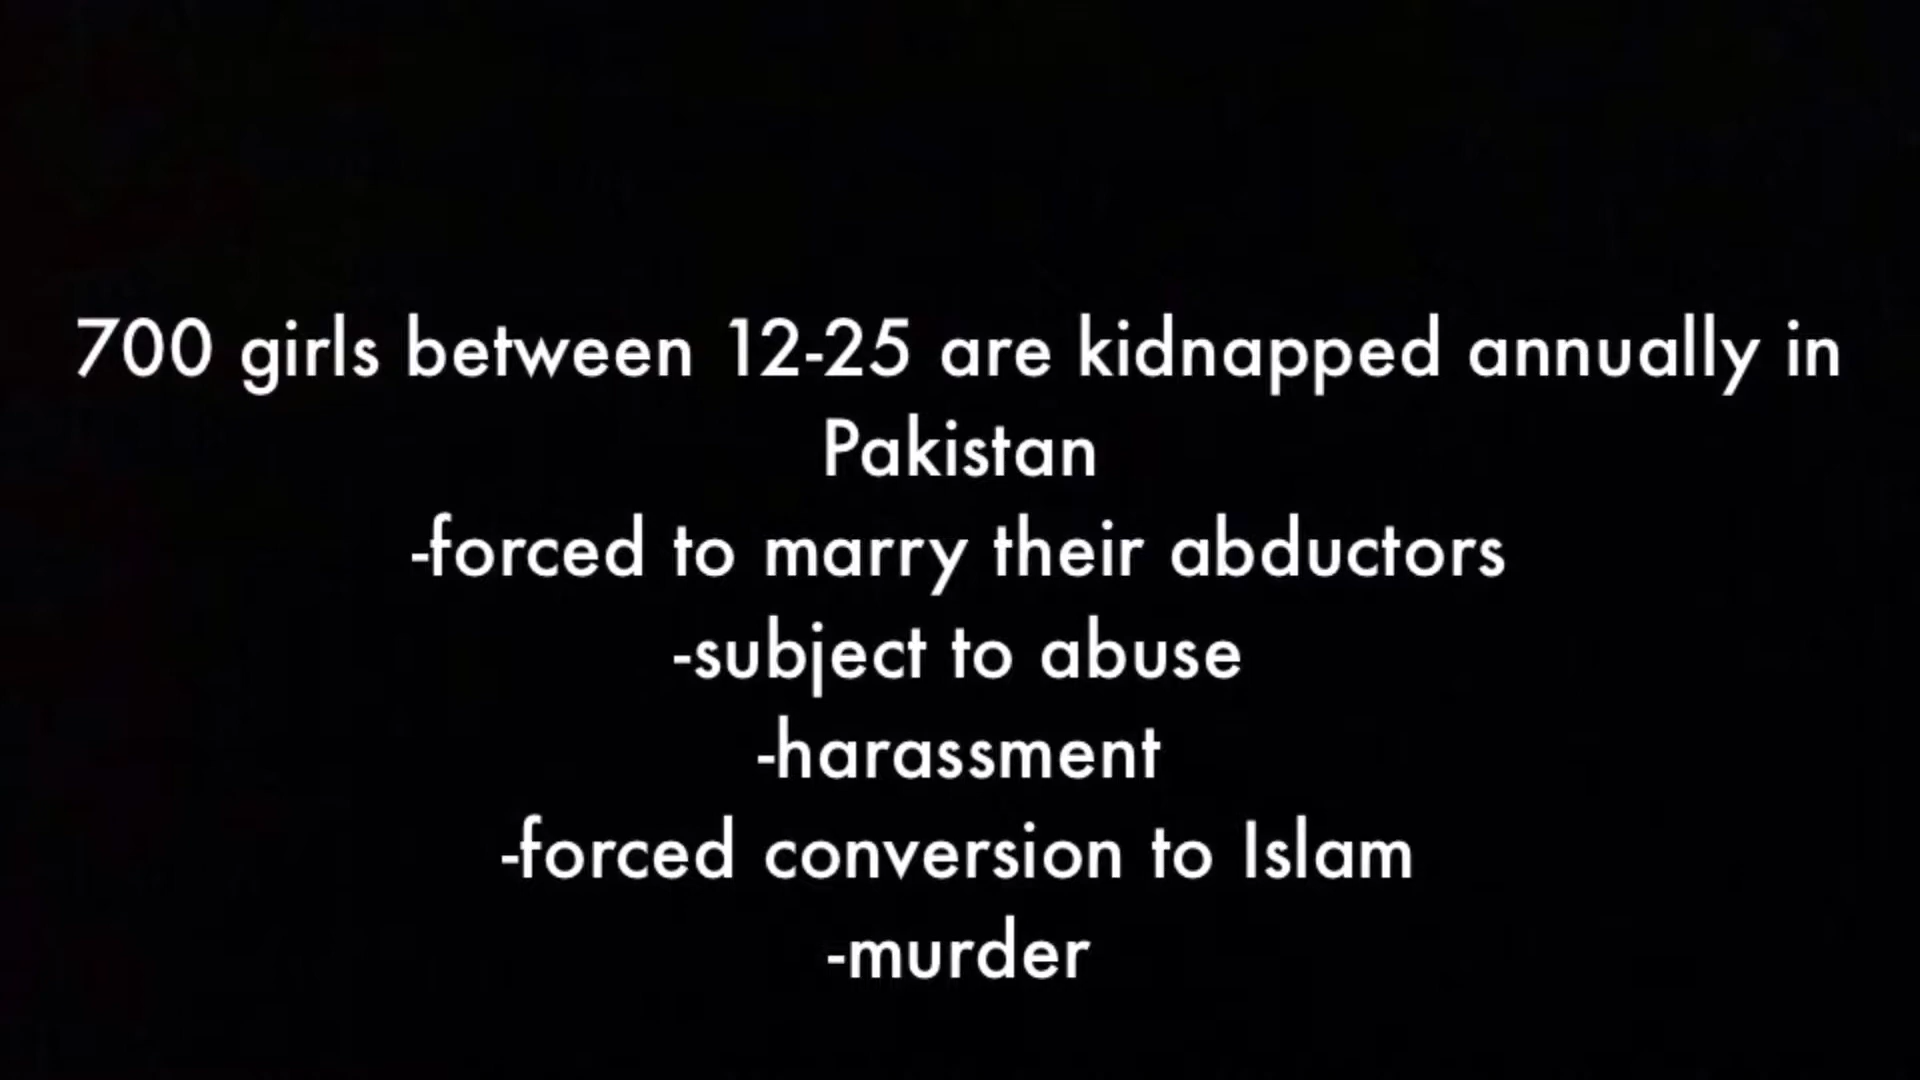 700 girls between 12-25 are kidnapped annually in
Pakistan
-forced to marry their abductors
-subject to abuse
-harassment
-forced conversion to Islam
-murder